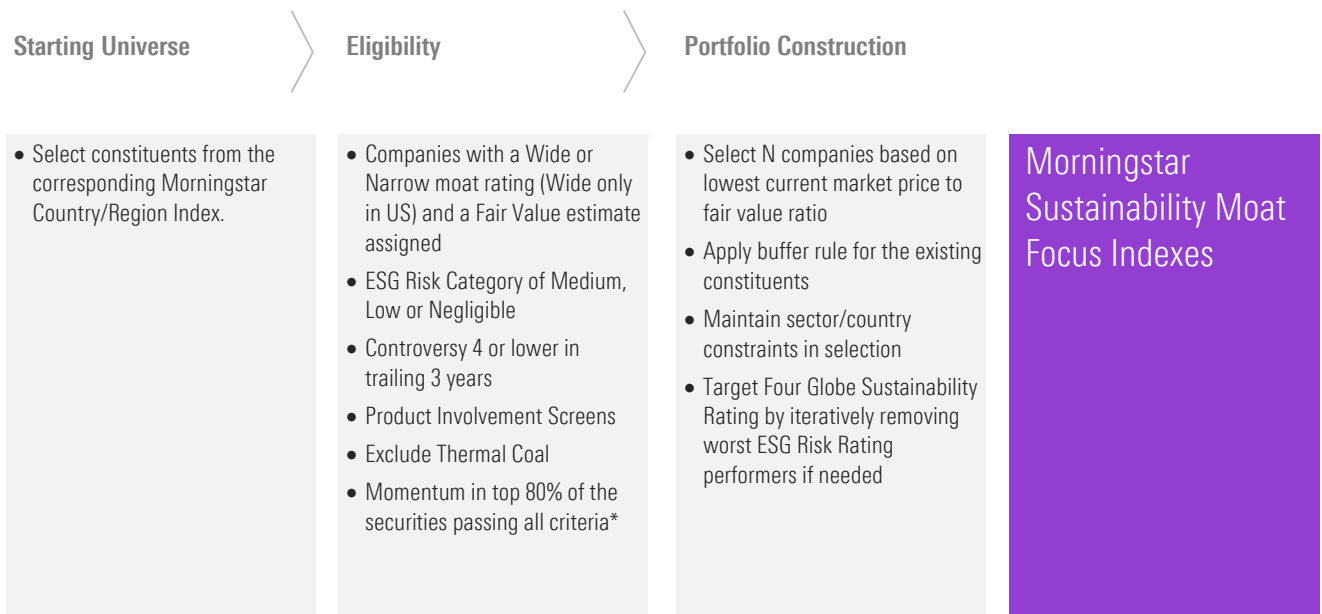 Starting Universe
Eligibility
Portfolio Construction
• Select constituents from the
corresponding Morningstar
Country/Region Index.
• Companies with a Wide or
Narrow moat rating (Wide only
in US) and a Fair Value estimate
assigned
• ESG Risk Category of Medium,
Low or Negligible
• Controversy 4 or lower in
trailing 3 years
• Product Involvement Screens
• Exclude Thermal Coal
• Momentum in top 80% of the
securities passing all criteria*
• Select N companies based on
lowest current market price to
fair value ratio
• Apply buffer rule for the existing
constituents
• Maintain sector/country
constraints in selection
• Target Four Globe Sustainability
Rating by iteratively removing
worst ESG Risk Rating
performers if needed
Morningstar
Sustainability Moat
Focus Indexes